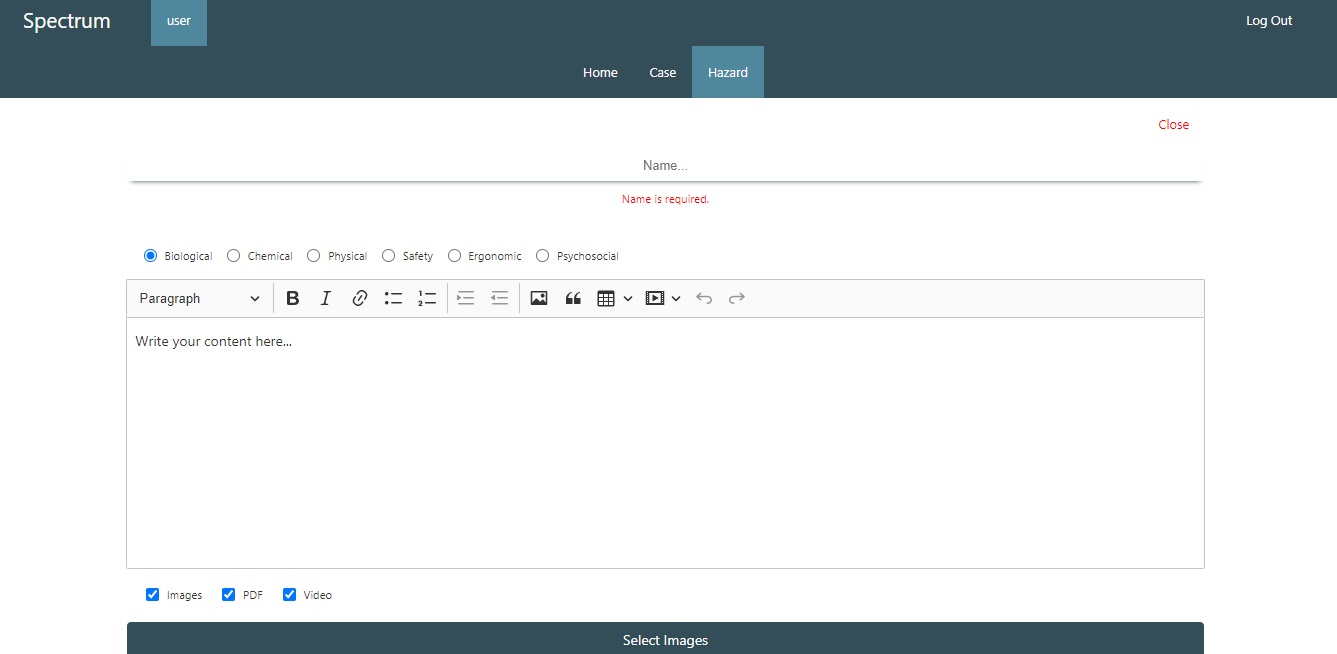 Spectrum user Log Out
Home Case Hazard
Close
Name...
Name is required.
Biological Chemical Physical Safety Ergonomic Psychosocial
Paragraph
Write your content here...
Images PDF Video
Select Images